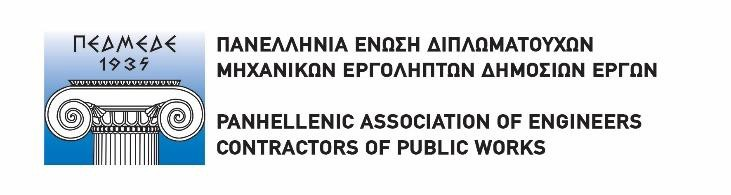 ΠΕΔΜΕΔΕ
1935
ΠΑΝΕΛΛΗΝΙΑ ΕΝΩΣΗ ΔΙΠΛΩΜΑΤΟΥΧΩΝ
ΜΗΧΑΝΙΚΩΝ ΕΡΓΟΛΗΠΤΩΝ ΔΗΜΟΣΙΩΝ ΕΡΓΩΝ
PANHELLENIC ASSOCIATION OF ENGINEERS
CONTRACTORS OF PUBLIC WORKS